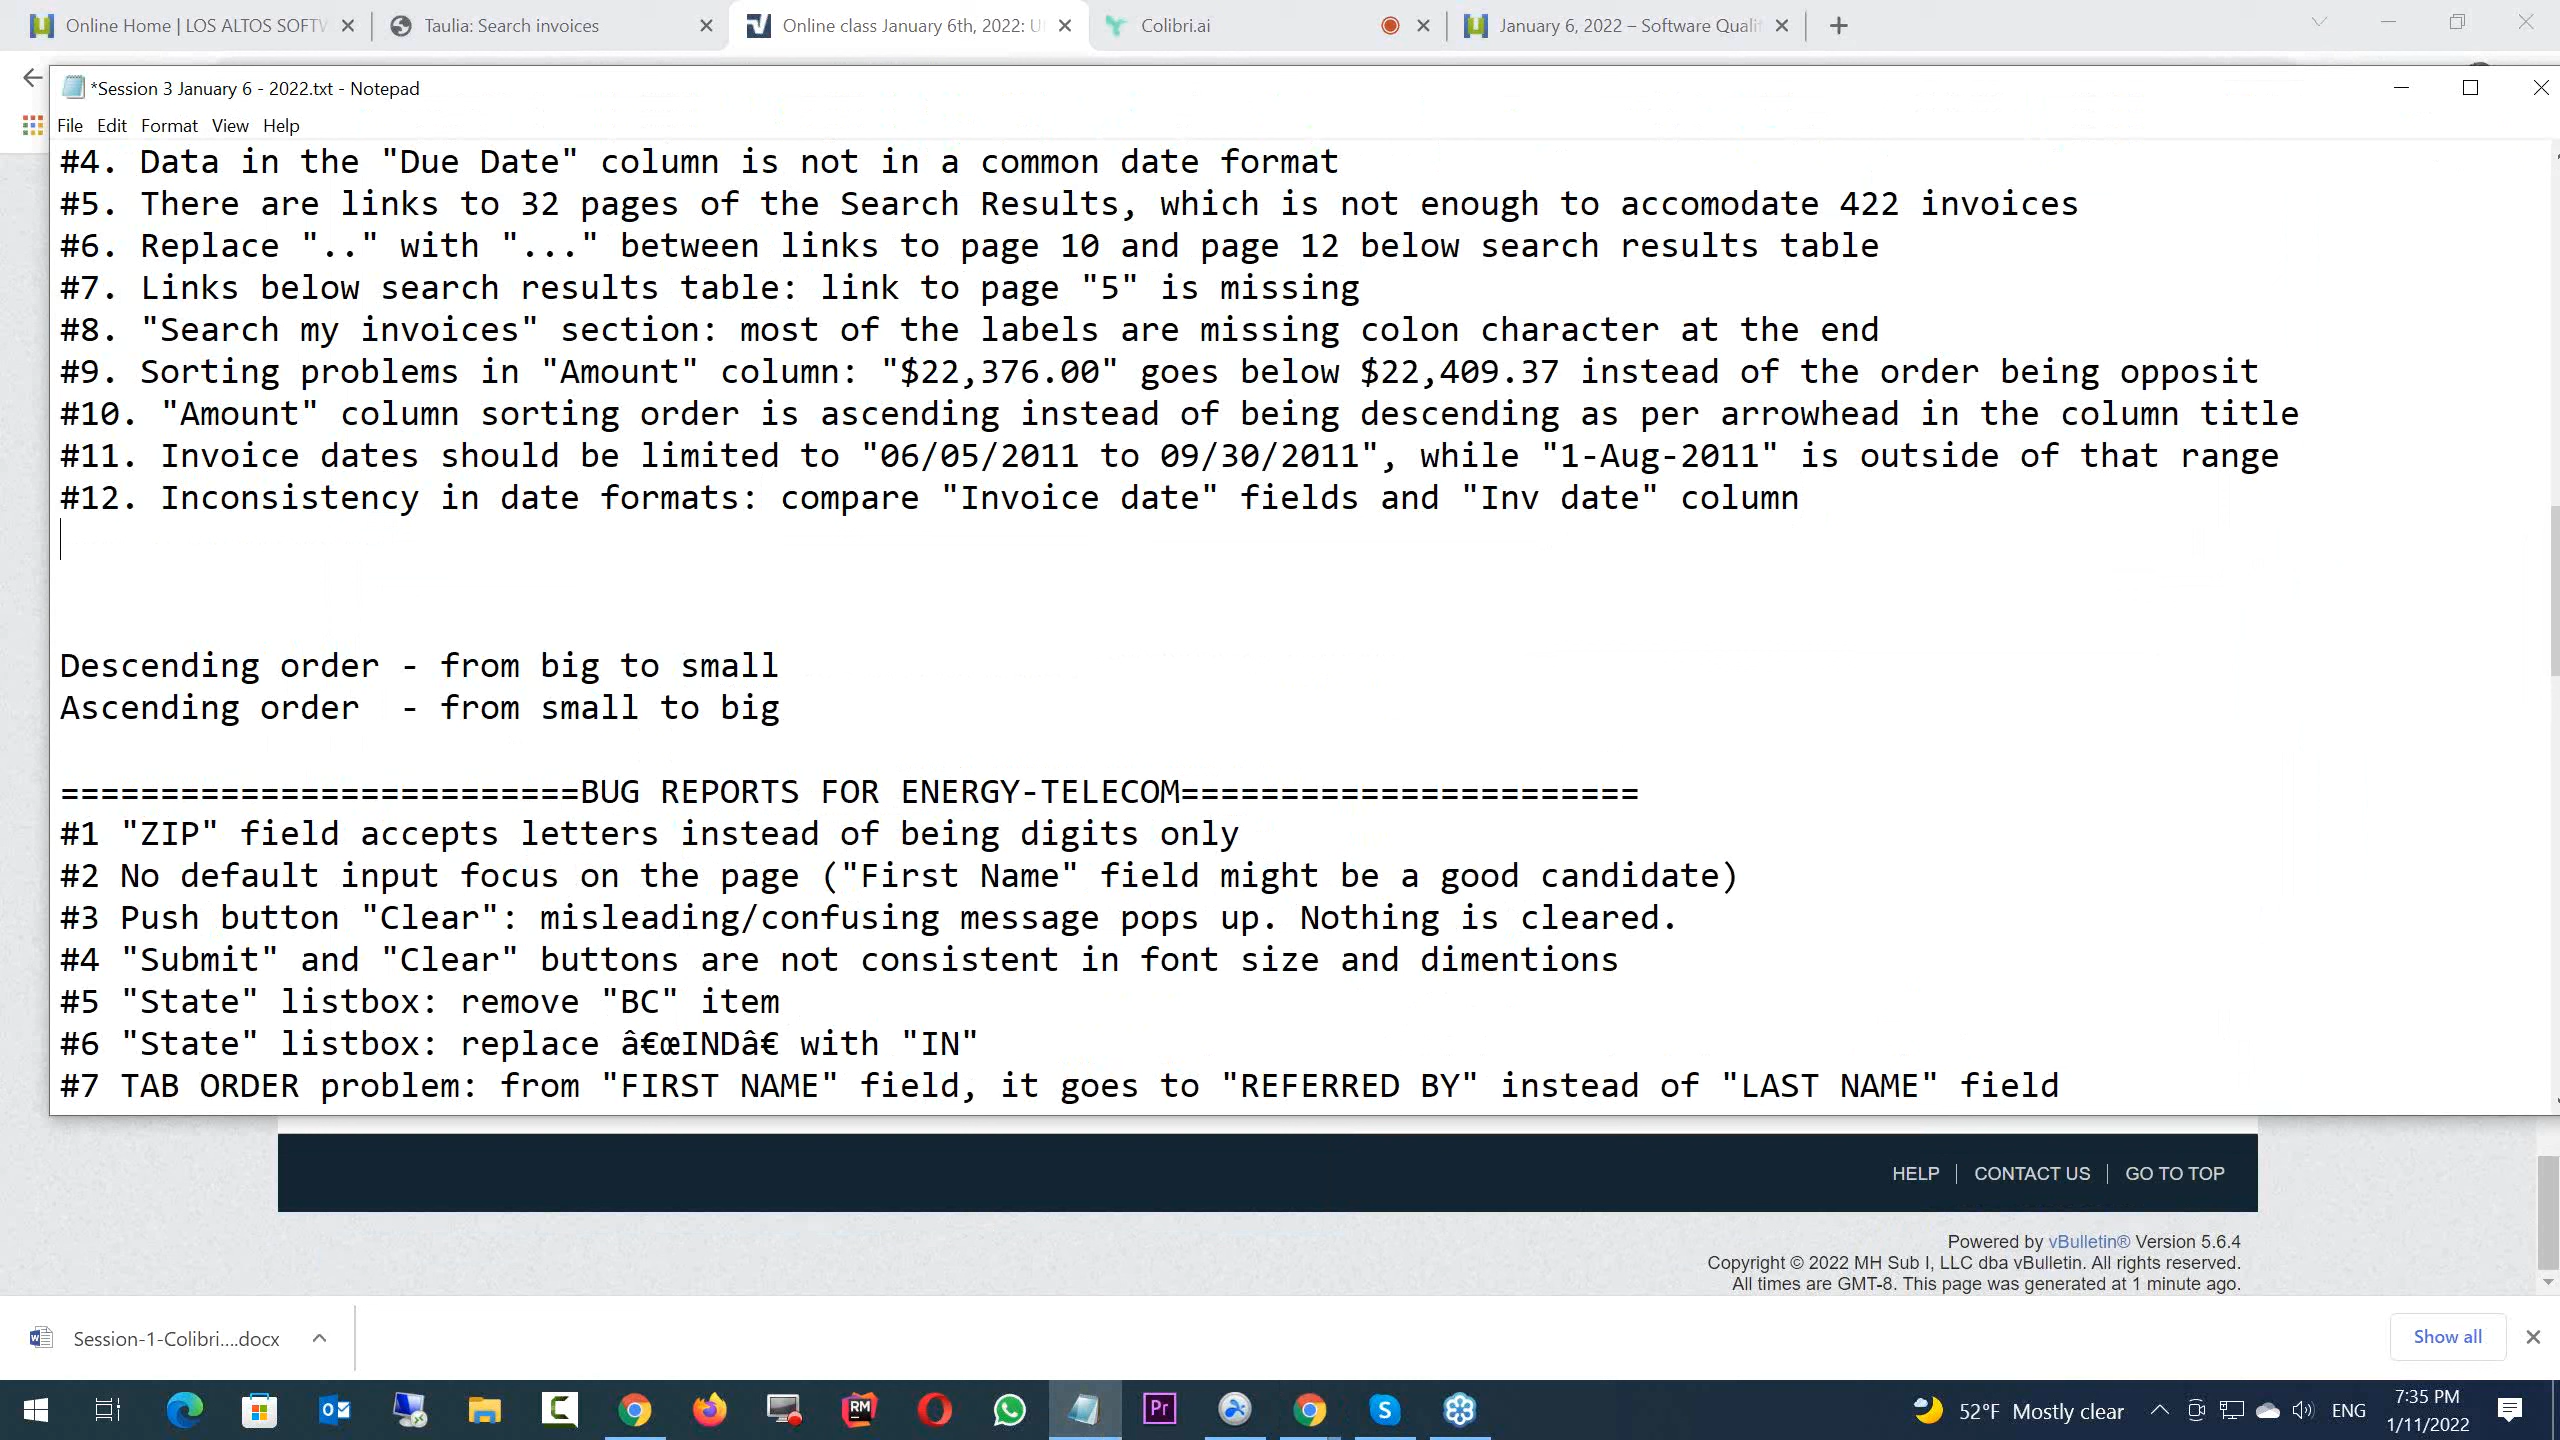 Online Home | LOS ALTOS SOFTV
Taulia: Search invoices
Online class January 6th, 2022: U
Colibri.ai
January 6, 2022 – Software Quali
*Session 3 January 6 - 2022.txt - Notepad
File Edit Format View Help
#4. Data in the "Due Date" column is not in a common date format
#5. There are links to 32 pages of the Search Results, which is not enough to accomodate 422 invoices
#6. Replace ".." with "..." between links to page 10 and page 12 below search results table
#7. Links below search results table: link to page "5" is missing
#8. "Search my invoices" section: most of the labels are missing colon character at the end
#9. Sorting problems in "Amount" column: "$22,376.00" goes below $22,409.37 instead of the order being opposit
#10. "Amount" column sorting order is ascending instead of being descending as per arrowhead in the column title
#11. Invoice dates should be limited to "06/05/2011 to 09/30/2011", while "1-Aug-2011" is outside of that range
#12. Inconsistency in date formats: compare "Invoice date" fields and "Inv date" column
Descending order - from big to small
Ascending order  - from small to big
==========================BUG REPORTS FOR ENERGY-TELECOM=======================
#1 "ZIP" field accepts letters instead of being digits only
#2 No default input focus on the page ("First Name" field might be a good candidate)
#3 Push button "Clear": misleading/confusing message pops up. Nothing is cleared.
#4 "Submit" and "Clear" buttons are not consistent in font size and dimentions
#5 "State" listbox: remove "BC" item
#6 "State" listbox: replace â€œINDâ€ with "IN"
#7 TAB ORDER problem: from "FIRST NAME" field, it goes to "REFERRED BY" instead of "LAST NAME" field
HELP | CONTACT US | GO TO TOP
Powered by vBulletin® Version 5.6.4
Copyright © 2022 MH Sub I, LLC dba vBulletin. All rights reserved.
All times are GMT-8. This page was generated at 1 minute ago.
Session-1-Colibri....docx
Show all
52°F Mostly clear
ENG
7:35 PM
1/11/2022